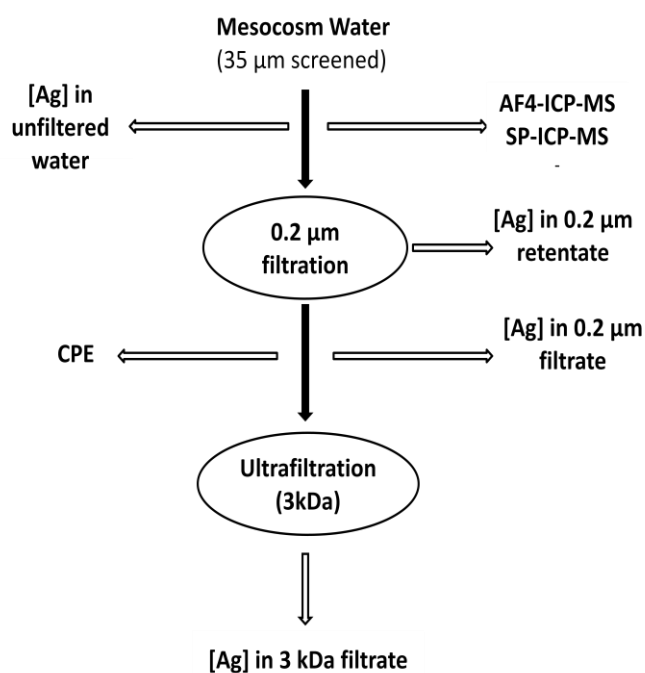 Mesocosm Water
(35 µm screened)
[Ag] in
unfiltered
water
AF4-ICP-MS
SP-ICP-MS
-
0.2 µm
filtration
[Ag] in 0.2 µm
retentate
CPE
[Ag] in 0.2 µm
filtrate
Ultrafiltration
(3kDa)
[Ag] in 3 kDa filtrate